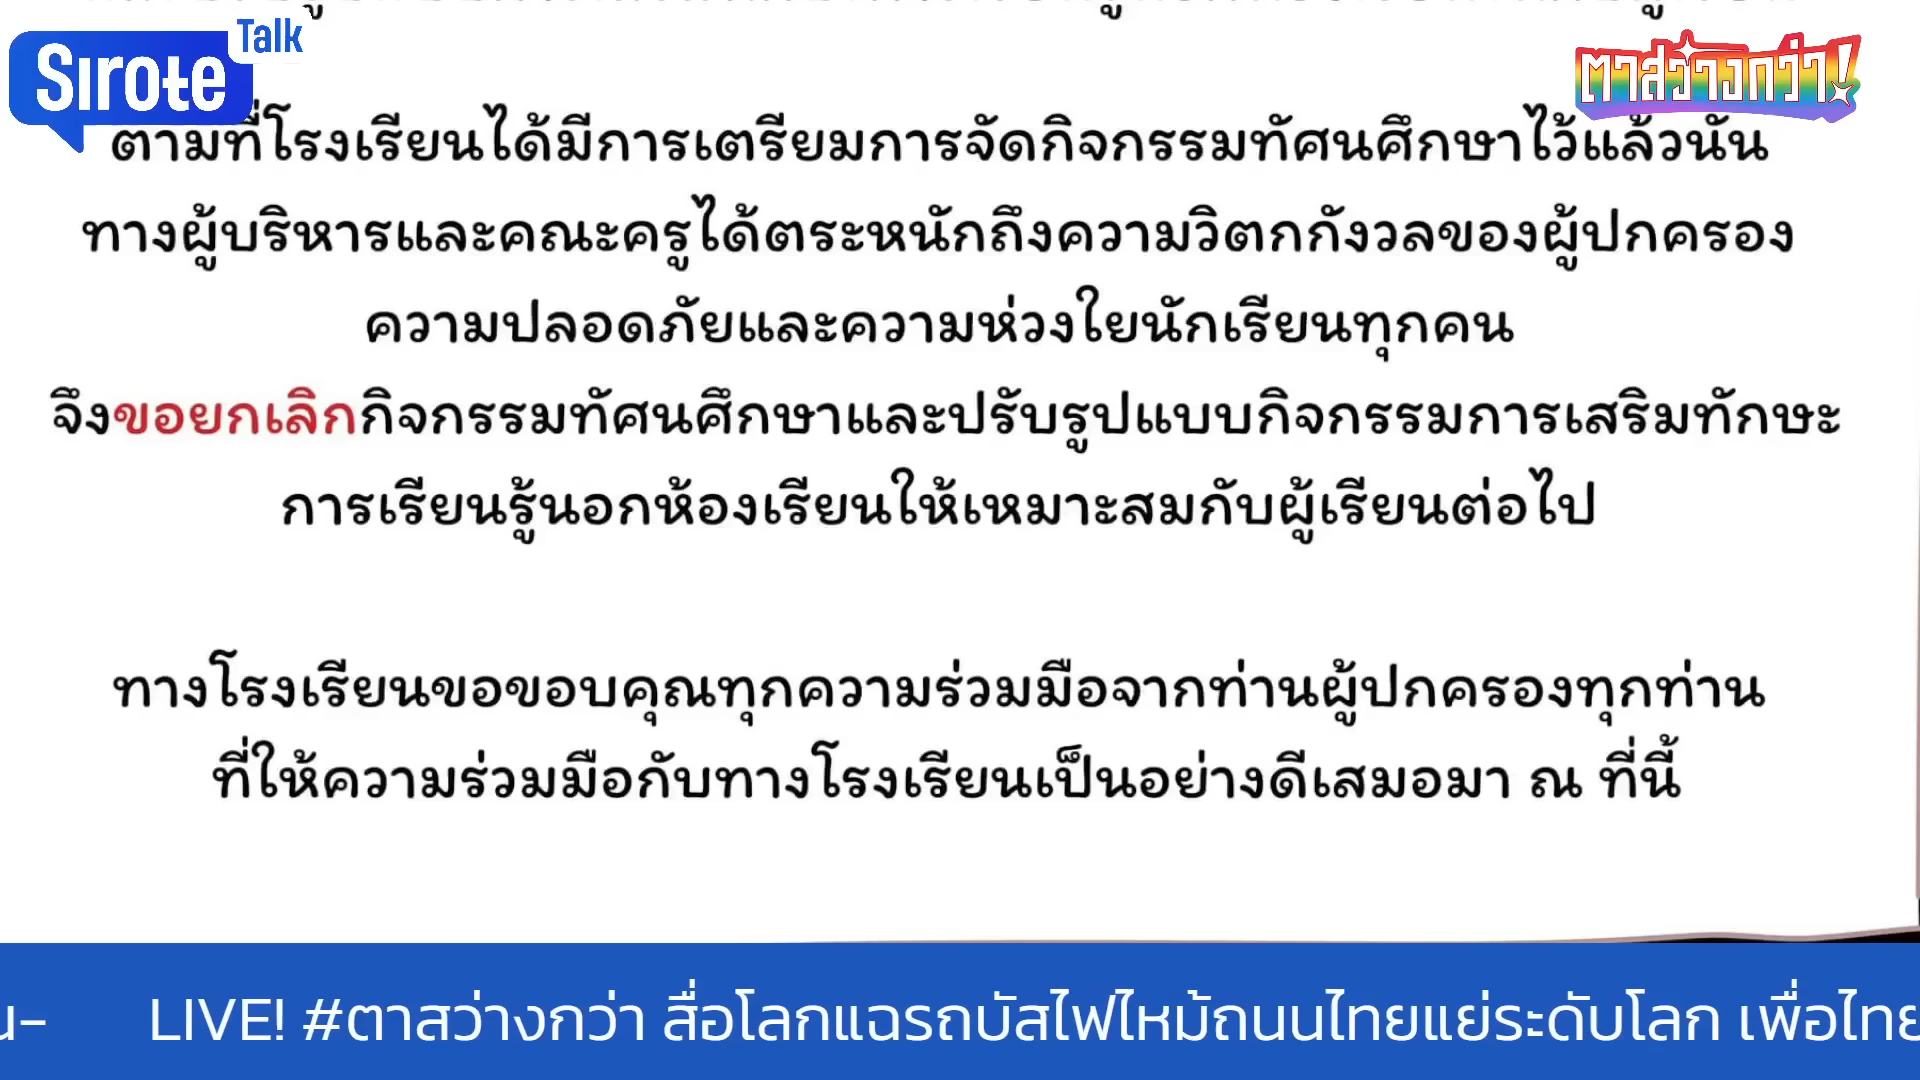 Sirote Talk
ตาสว่างกว่า!
ตามที่โรงเรียนได้มีการเตรียมการจัดกิจกรรมทัศนศึกษาไว้แล้วนั้น
ทางผู้บริหารและคณะครูได้ตระหนักถึงความวิตกกังวลของผู้ปกครอง
ความปลอดภัยและความห่วงใยนักเรียนทุกคน
จึงขอยกเลิกกิจกรรมทัศนศึกษาและปรับรูปแบบกิจกรรมการเสริมทักษะ
การเรียนรู้นอกห้องเรียนให้เหมาะสมกับผู้เรียนต่อไป
ทางโรงเรียนขอขอบคุณทุกความร่วมมือจากท่านผู้ปกครองทุกท่าน
ที่ให้ความร่วมมือกับทางโรงเรียนเป็นอย่างดีเสมอมา ณ ที่นี้
น- LIVE! #ตาสว่างกว่า สื่อโลกแฉรถบัสไฟไหม้ถนนไทยแย่ระดับโลก เพื่อไทย